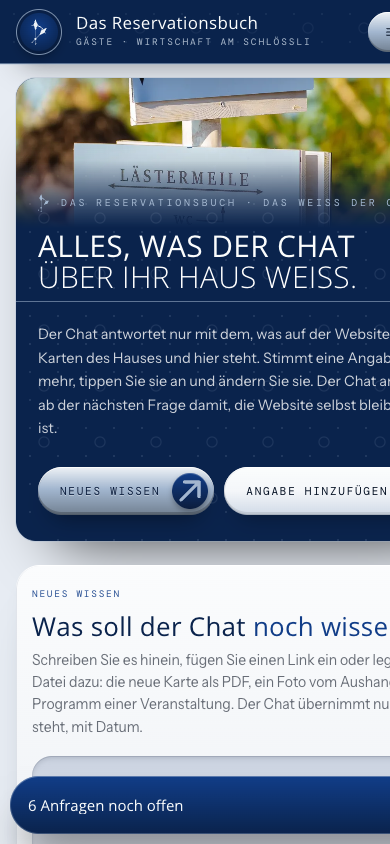 Das Reservationsbuch
GÄSTE · WIRTSCHAFT AM SCHLÖSSLI
LÄSTERMEILE
DAS RESERVATIONSBUCH · DAS WEISS DER
ALLES, WAS DER CHAT
ÜBER IHR HAUS WEISS.
Der Chat antwortet nur mit dem, was auf der Website
Karten des Hauses und hier steht. Stimmt eine Angab
mehr, tippen Sie sie an und ändern Sie sie. Der Chat
ab der nächsten Frage damit, die Website selbst bleib
ist.
NEUES WISSEN
ANGABE HINZUFÜGEN
NEUES WISSEN
Was soll der Chat noch wisse
Schreiben Sie es hinein, fügen Sie einen Link ein oder leg
Datei dazu: die neue Karte als PDF, ein Foto vom Aushan
Programm einer Veranstaltung. Der Chat übernimmt nu
steht, mit Datum.
6 Anfragen noch offen